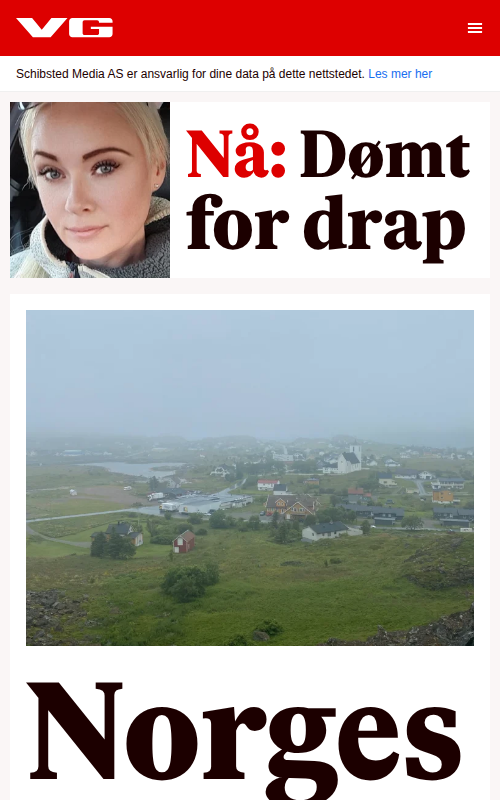 VG
Schibsted Media AS er ansvarlig for dine data på dette nettstedet. Les mer her
Nå: Dømt
for drap
Norges